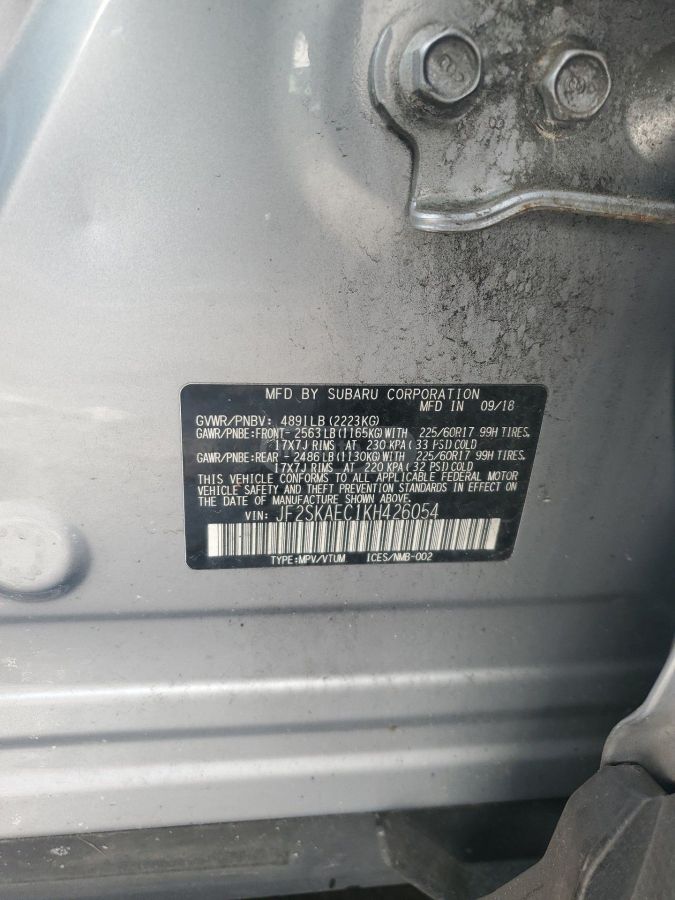 MFD BY SUBARU CORPORATION
MFD IN 09/18
GVWR/PNBV: 4891LB(2223KG)
GAWR/PNBE:FRONT-2563LB(1165KG)WITH 225/60R17 99H TIRES,
17X7J RIMS AT 230 KPA( 33 PSI)COLD
GAWR/PNBE:REAR -2486LB(1130KG)WITH 225/60R17 99H TIRES,
17X7J RIMS AT 220 KPA( 32 PSI)COLD
THIS VEHICLE CONFORMS TO ALL APPLICABLE FEDERAL MOTOR
VEHICLE SAFETY AND THEFT PREVENTION STANDARDS IN EFFECT
ON THE DATE OF MANUFACTURE SHOWN ABOVE.
VIN: JF2SKAEC1KH426054
TYPE:MPV/VTUM ICES/NMB-002